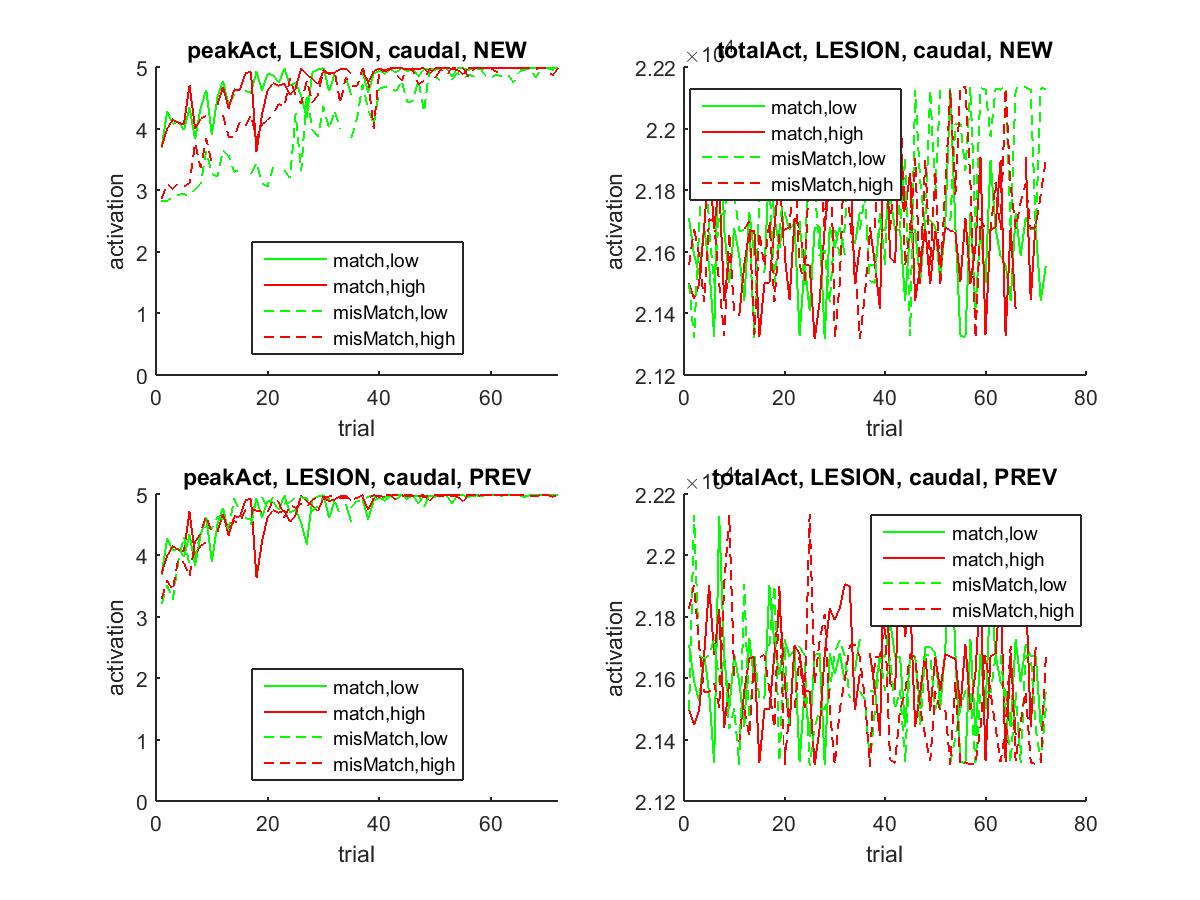 peakAct, LESION, caudal, NEW
5
4
3
2
1
0
activation
0 20 40 60
trial
match,low
match,high
misMatch,low
misMatch,high
totalAct, LESION, caudal, NEW
2.22
2.2
2.18
2.16
2.14
2.12
activation
0 20 40 60 80
trial
match,low
match,high
misMatch,low
misMatch,high
peakAct, LESION, caudal, PREV
5
4
3
2
1
0
activation
0 20 40 60
trial
match,low
match,high
misMatch,low
misMatch,high
totalAct, LESION, caudal, PREV
2.22
2.2
2.18
2.16
2.14
2.12
activation
0 20 40 60 80
trial
match,low
match,high
misMatch,low
misMatch,high